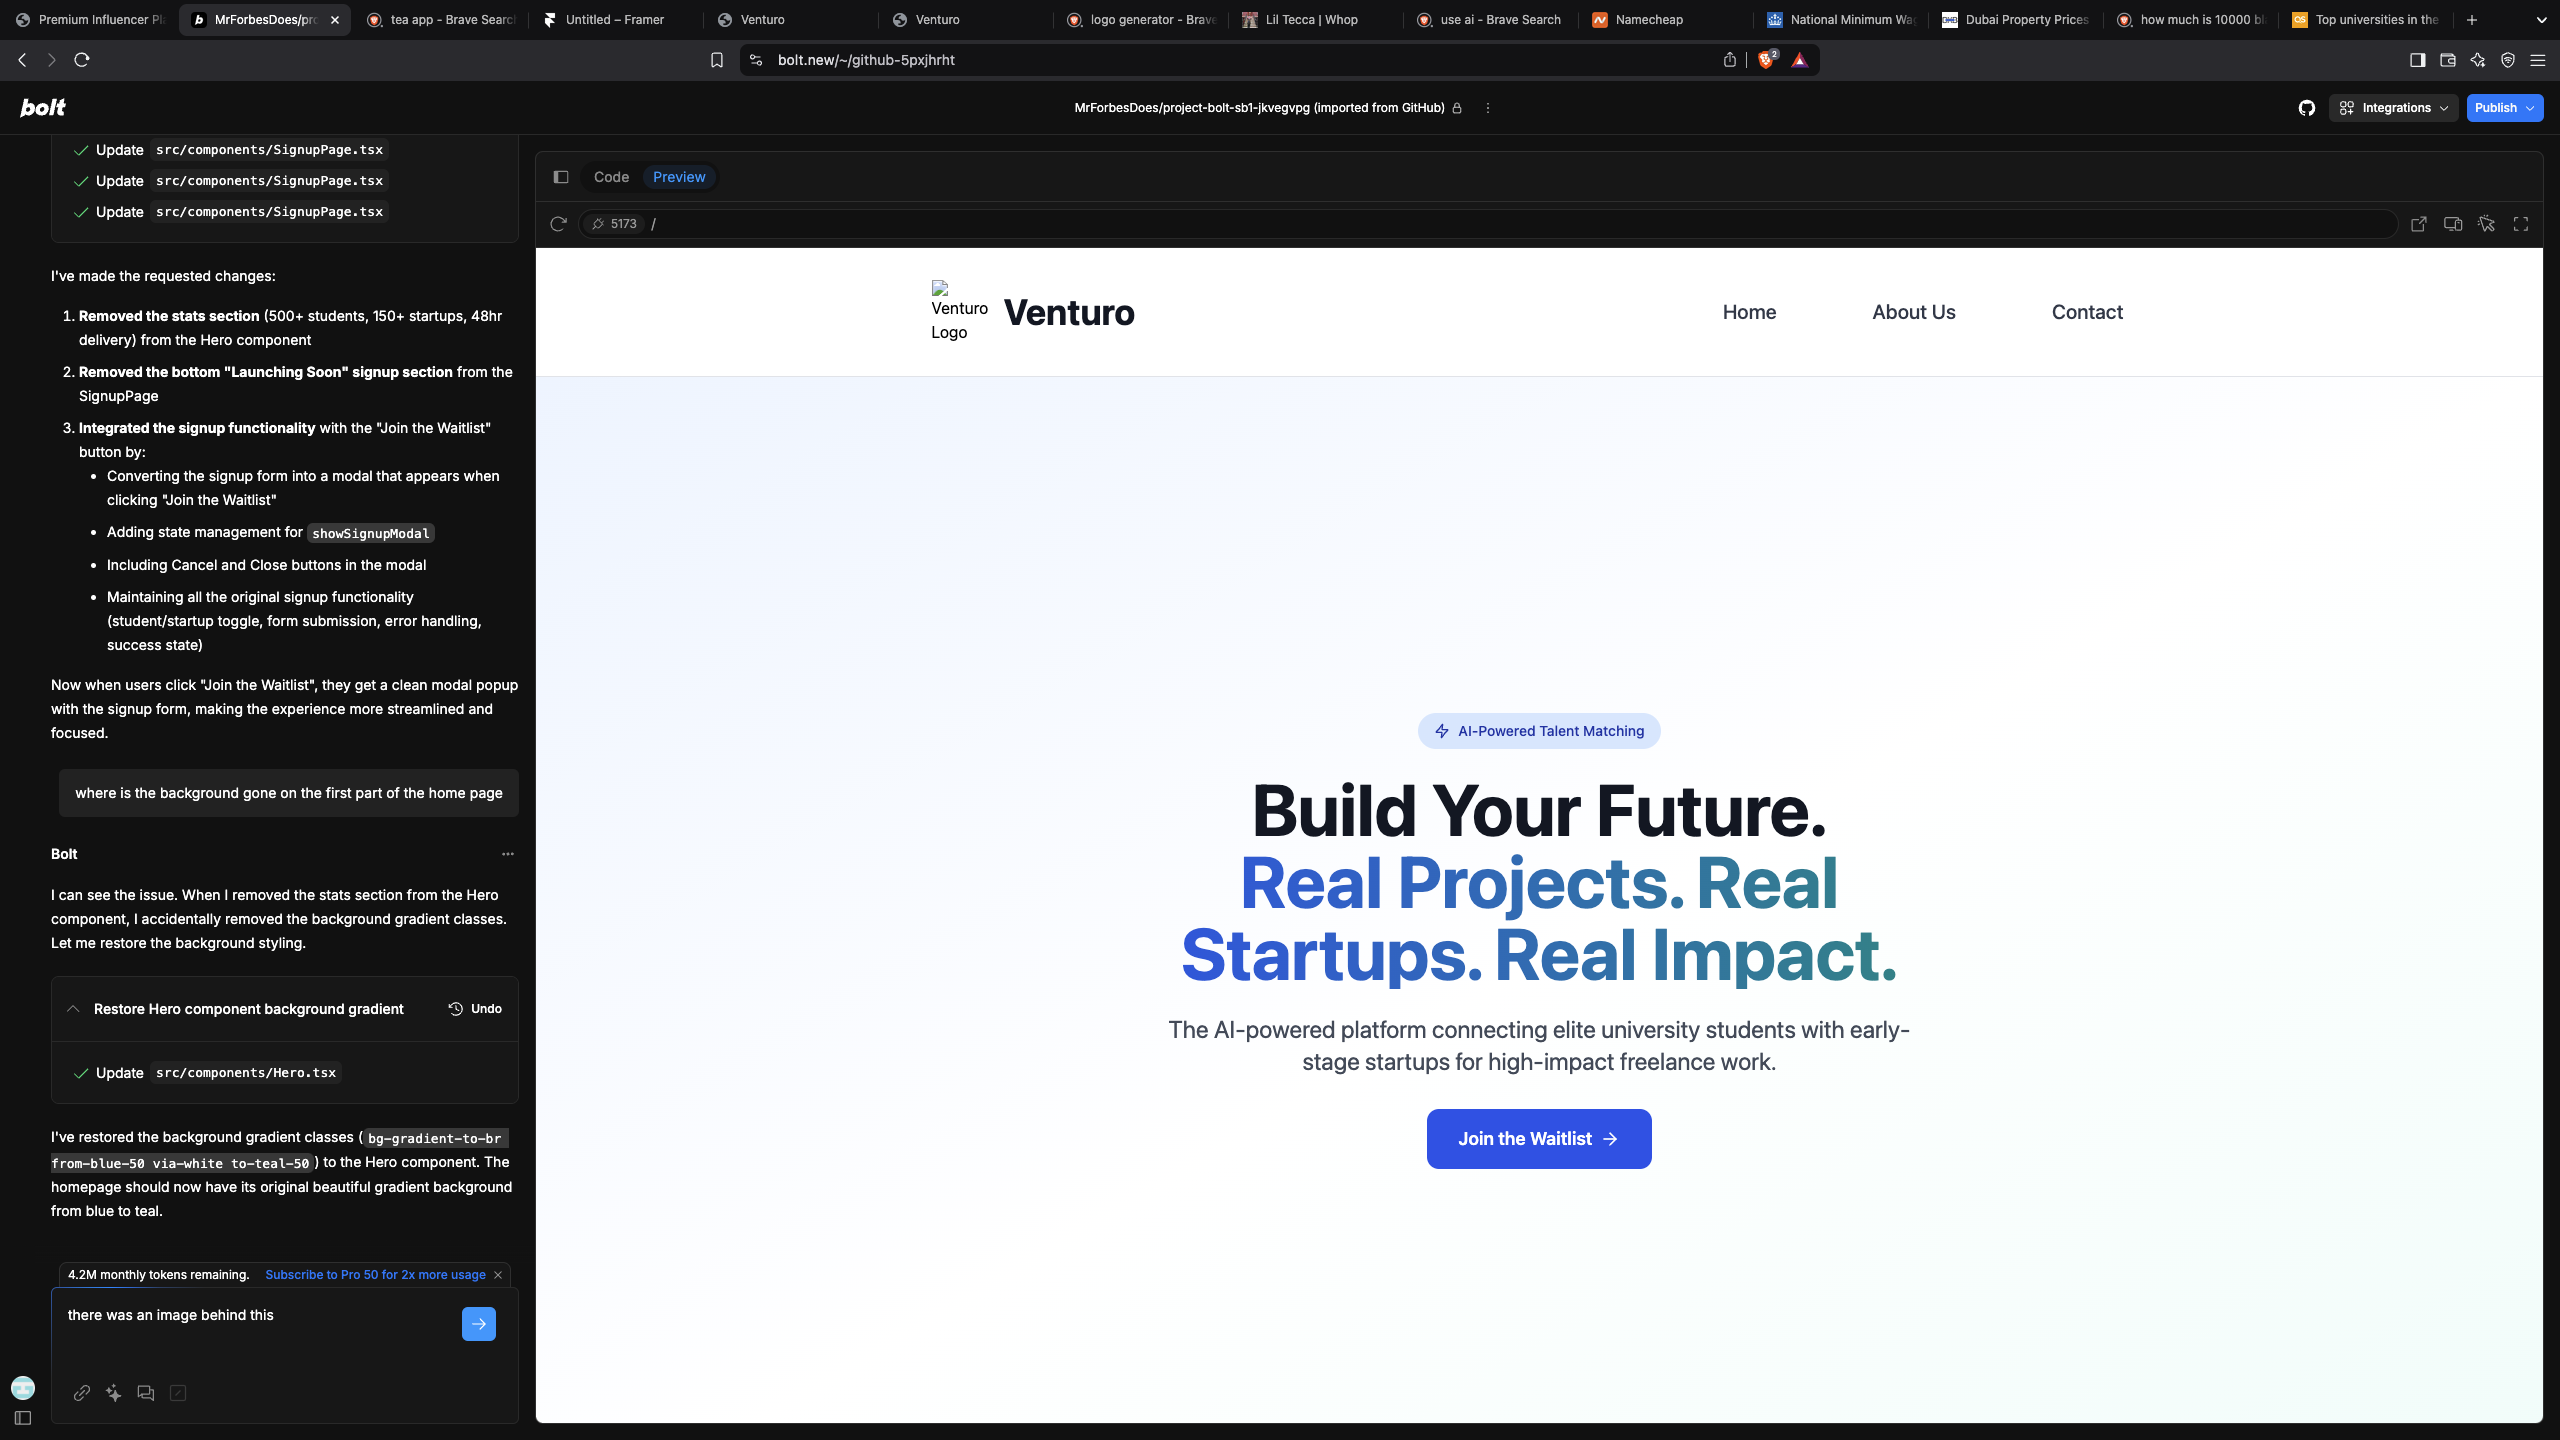 Premium Influencer Pl
MrForbesDoes/pro
tea app - Brave Searc
Untitled – Framer
Venturo
Venturo
logo generator - Brave
Lil Tecca | Whop
use ai - Brave Search
Namecheap
National Minimum Wa
Dubai Property Prices
how much is 10000 bl
Top universities in the
bolt.new/~/github-5pxjhrht
2
bolt
MrForbesDoes/project-bolt-sb1-jkvegvpg (imported from GitHub)
Integrations
Publish
Update src/components/SignupPage.tsx
Update src/components/SignupPage.tsx
Update src/components/SignupPage.tsx
I've made the requested changes:
1. Removed the stats section (500+ students, 150+ startups, 48hr
delivery) from the Hero component
2. Removed the bottom "Launching Soon" signup section from the
SignupPage
3. Integrated the signup functionality with the "Join the Waitlist"
button by:
• Converting the signup form into a modal that appears when
clicking "Join the Waitlist"
• Adding state management for showSignupModal
• Including Cancel and Close buttons in the modal
• Maintaining all the original signup functionality
(student/startup toggle, form submission, error handling,
success state)
Now when users click "Join the Waitlist", they get a clean modal popup
with the signup form, making the experience more streamlined and
focused.
where is the background gone on the first part of the home page
Bolt
I can see the issue. When I removed the stats section from the Hero
component, I accidentally removed the background gradient classes.
Let me restore the background styling.
Restore Hero component background gradient
Undo
Update src/components/Hero.tsx
I've restored the background gradient classes (bg-gradient-to-br
from-blue-50 via-white to-teal-50) to the Hero component. The
homepage should now have its original beautiful gradient background
from blue to teal.
4.2M monthly tokens remaining. Subscribe to Pro 50 for 2x more usage
there was an image behind this
Code
Preview
5173 /
Venturo
Logo
Venturo
Home
About Us
Contact
AI-Powered Talent Matching
Build Your Future.
Real Projects. Real
Startups. Real Impact.
The AI-powered platform connecting elite university students with early-
stage startups for high-impact freelance work.
Join the Waitlist